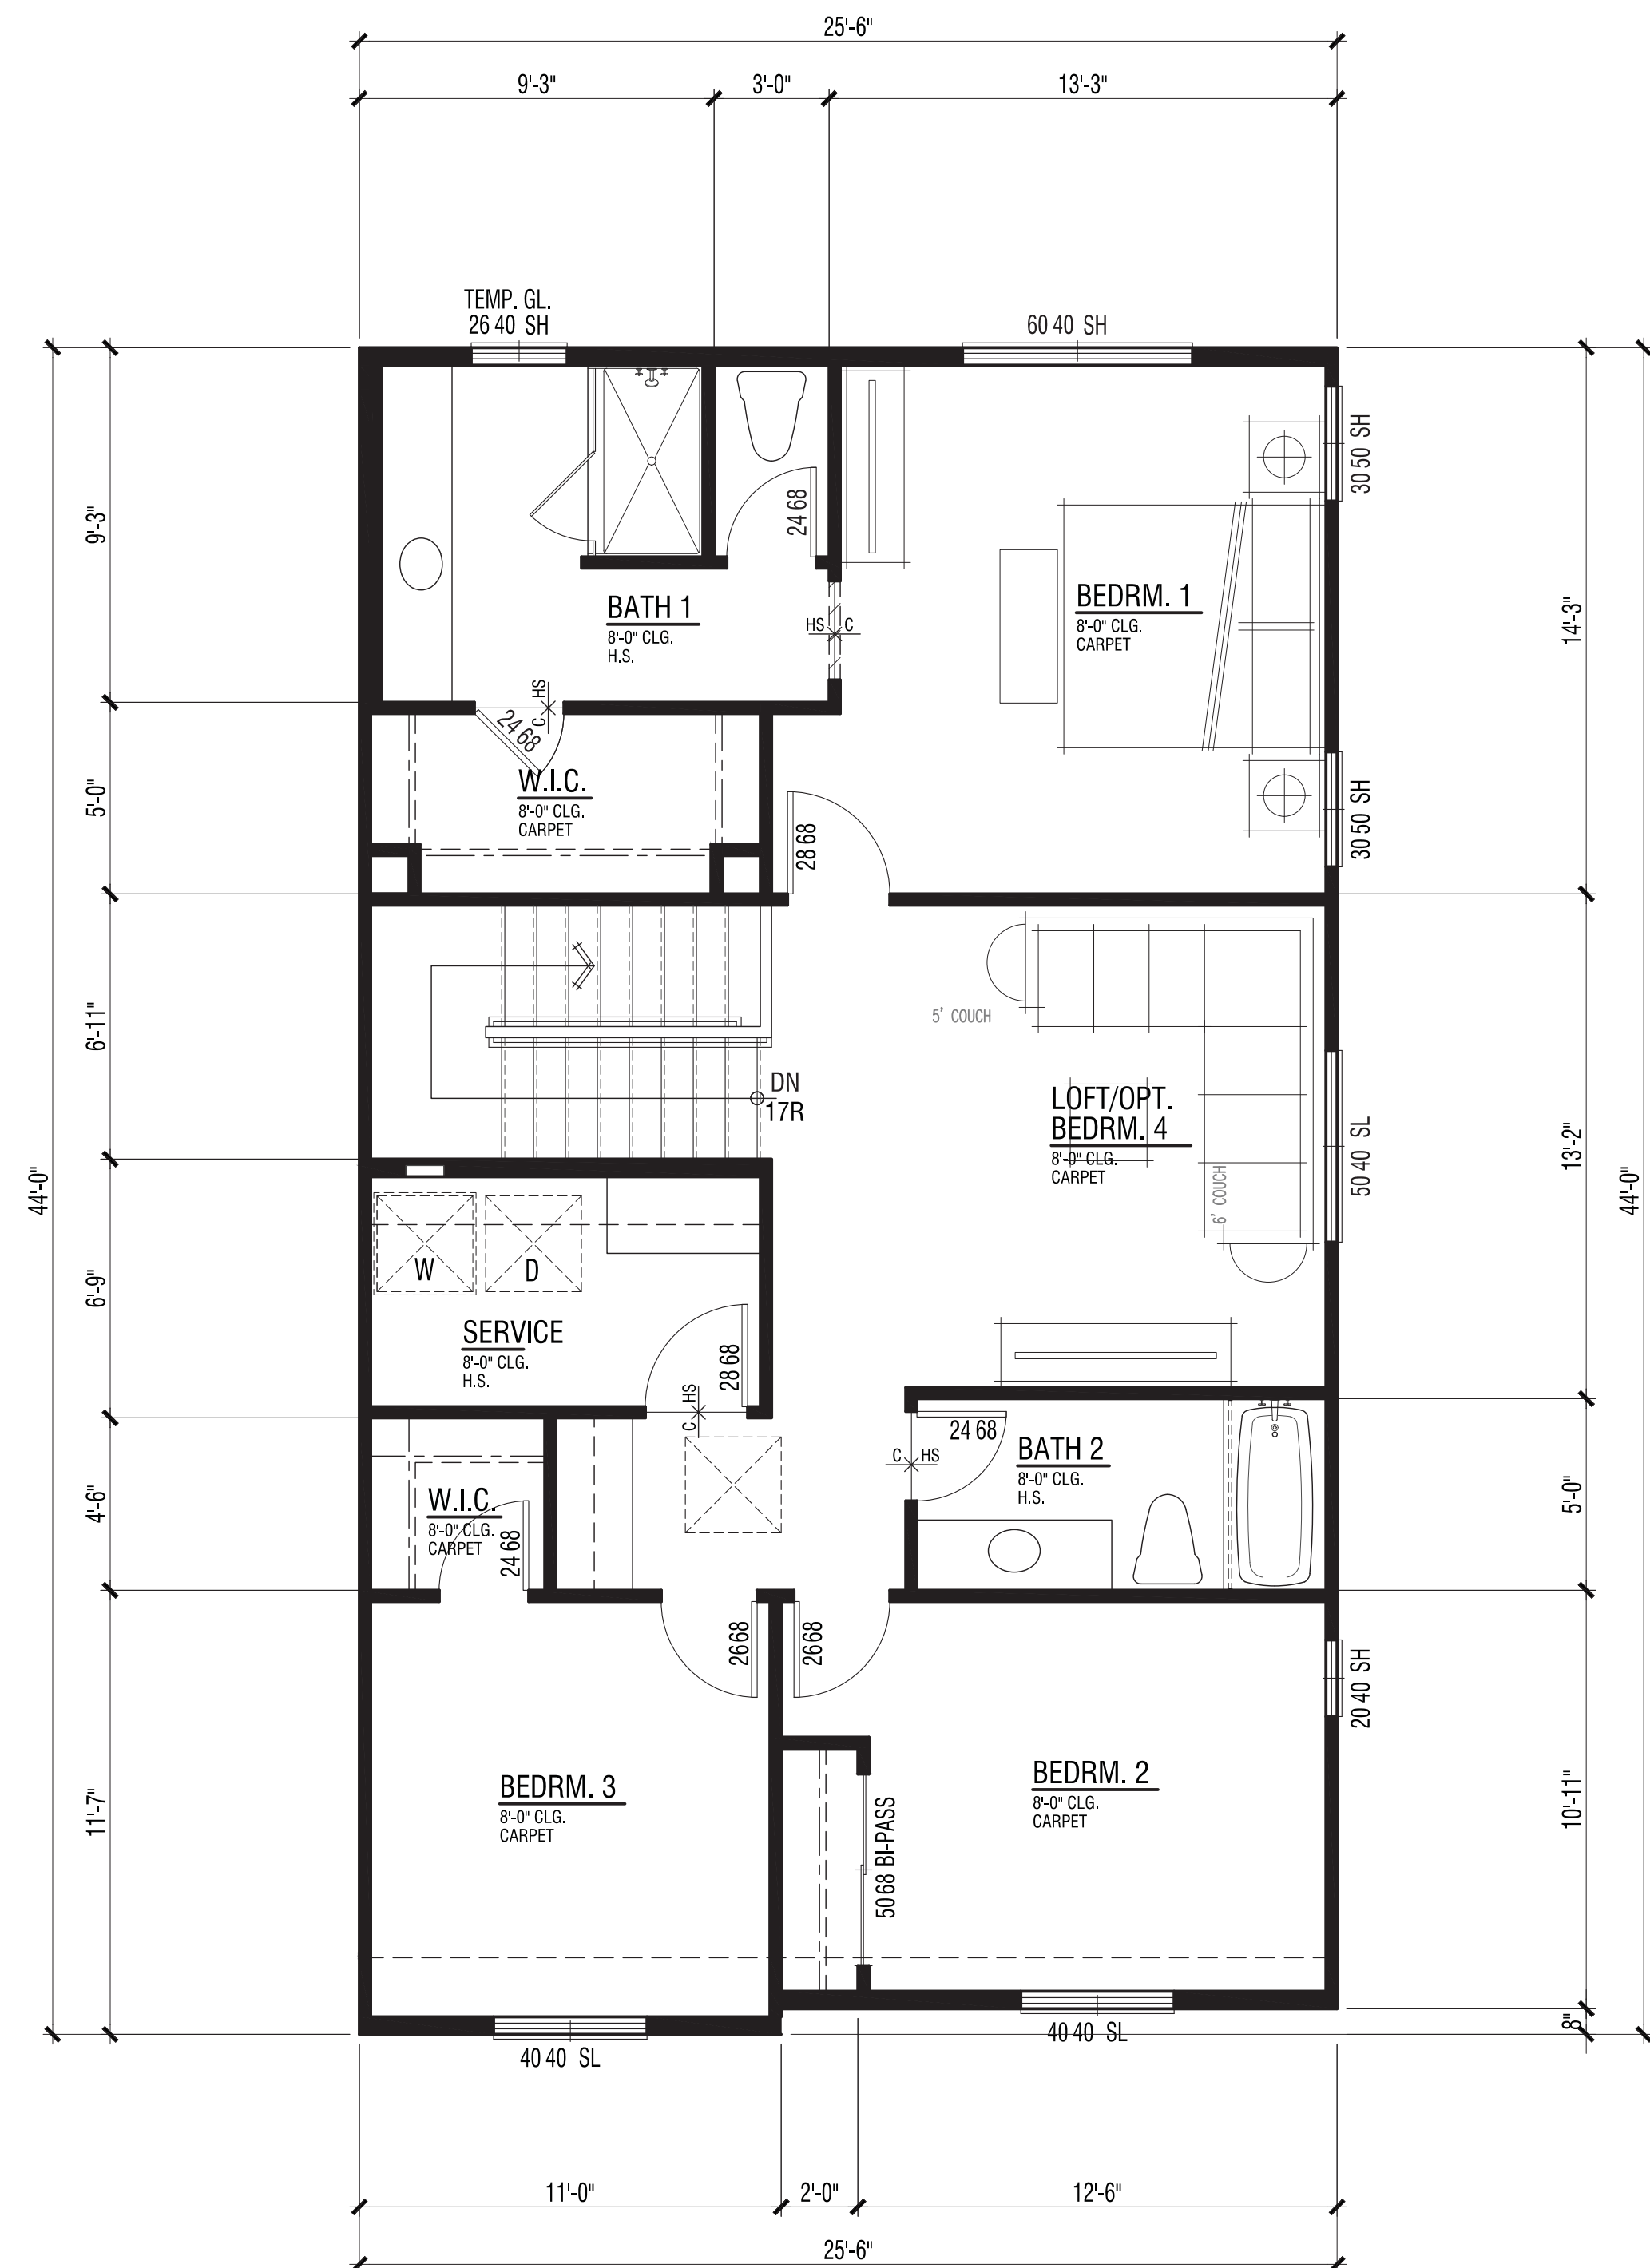 25'-6"
9'-3"
3'-0"
13'-3"
TEMP. GL.
26 40 SH
60 40 SH
30 50 SH
9'-3"
24 68
BATH 1
8'-0" CLG.
H.S.
HS C
BEDRM. 1
8'-0" CLG.
CARPET
14'-3"
C HS
24 68
W.I.C.
8'-0" CLG.
CARPET
5'-0"
28 68
30 50 SH
6'-11"
5' COUCH
DN
17R
LOFT/OPT.
BEDRM. 4
8'-0" CLG.
CARPET
6' COUCH
50 40 SL
13'-2"
44'-0"
44'-0"
W
D
6'-9"
SERVICE
8'-0" CLG.
H.S.
28 68
C HS
24 68
C HS
BATH 2
8'-0" CLG.
H.S.
4'-6"
W.I.C.
8'-0" CLG.
CARPET
24 68
5'-0"
26 68
26 68
20 40 SH
BEDRM. 3
8'-0" CLG.
CARPET
BEDRM. 2
8'-0" CLG.
CARPET
50 68 BI-PASS
11'-7"
10'-11"
8"
40 40 SL
40 40 SL
11'-0"
2'-0"
12'-6"
25'-6"